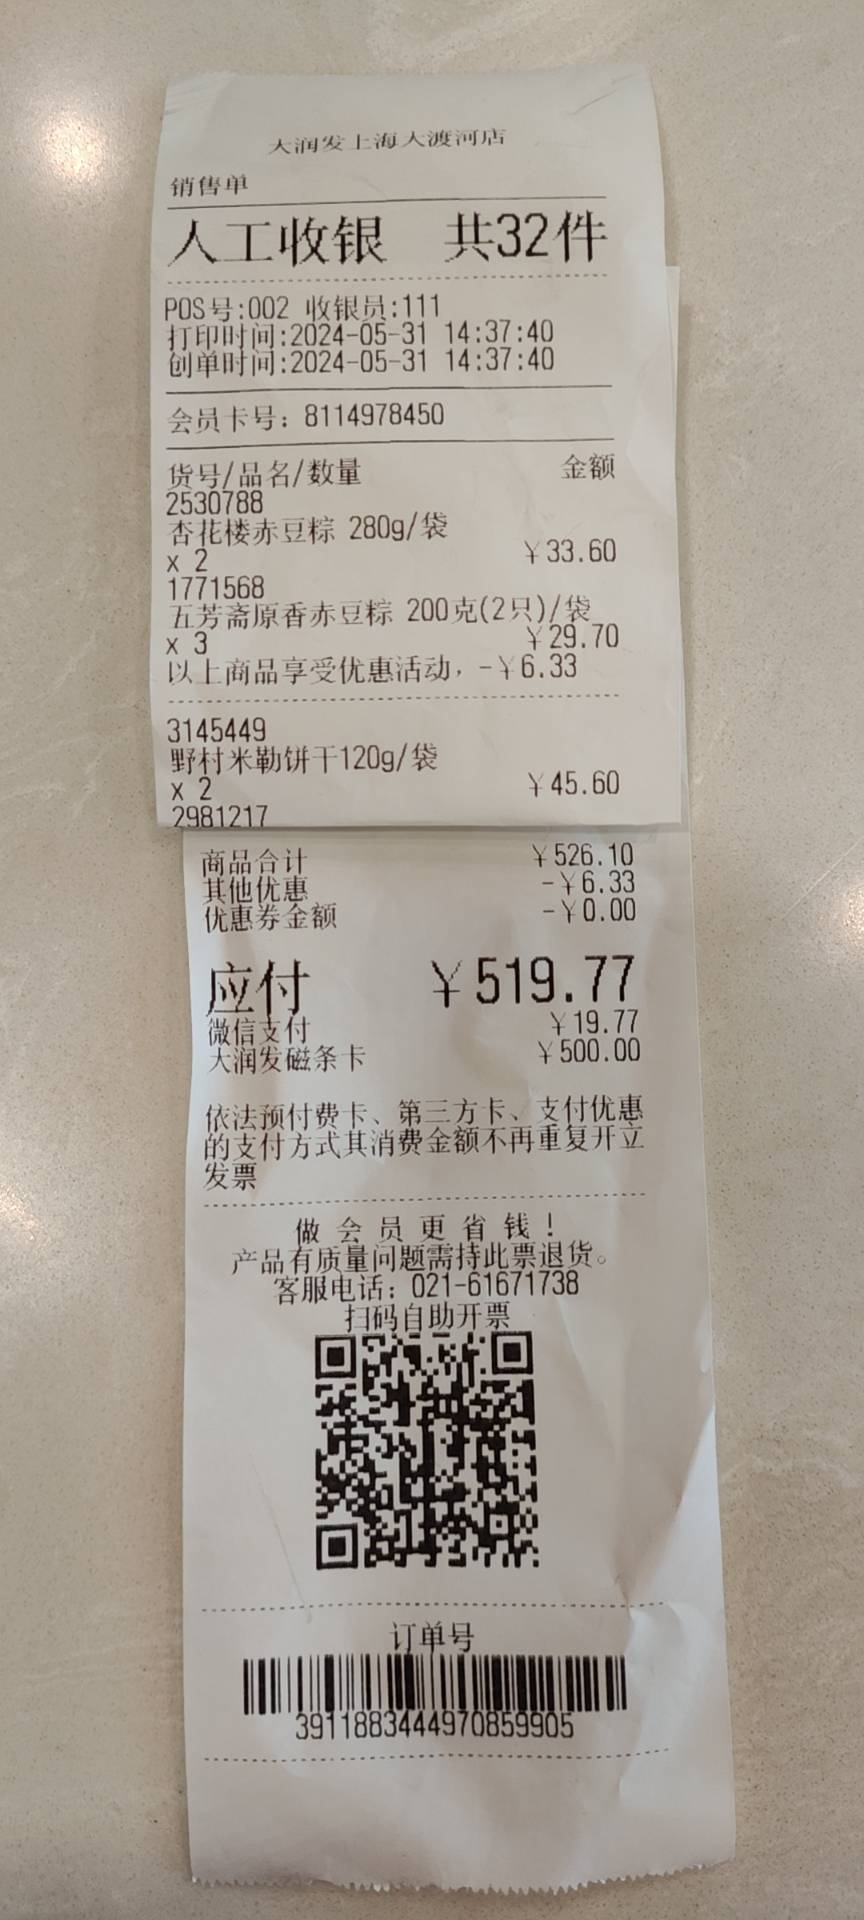 大润发上海大渡河店
销售单
人工收银 共32件
POS号:002 收银员:111
打印时间:2024-05-31 14:37:40
创单时间:2024-05-31 14:37:40
会员卡号：8114978450
货号/品名/数量 金额
2530788
杏花楼赤豆粽 280g/袋
x 2 ￥33.60
1771568
五芳斋原香赤豆粽 200克(2只)/袋
x 3 ￥29.70
以上商品享受优惠活动，-￥6.33
3145449
野村米勒饼干120g/袋
x 2 ￥45.60
2981217
商品合计 ￥526.10
其他优惠 -￥6.33
优惠券金额 -￥0.00
应付 ￥519.77
微信支付 ￥19.77
大润发磁条卡 ￥500.00
依法预付费卡、第三方卡、支付优惠
的支付方式其消费金额不再重复开立
发票
做会员更省钱！
产品有质量问题需持此票退货。
客服电话：021-61671738
扫码自助开票
订单号
3911883444970859905